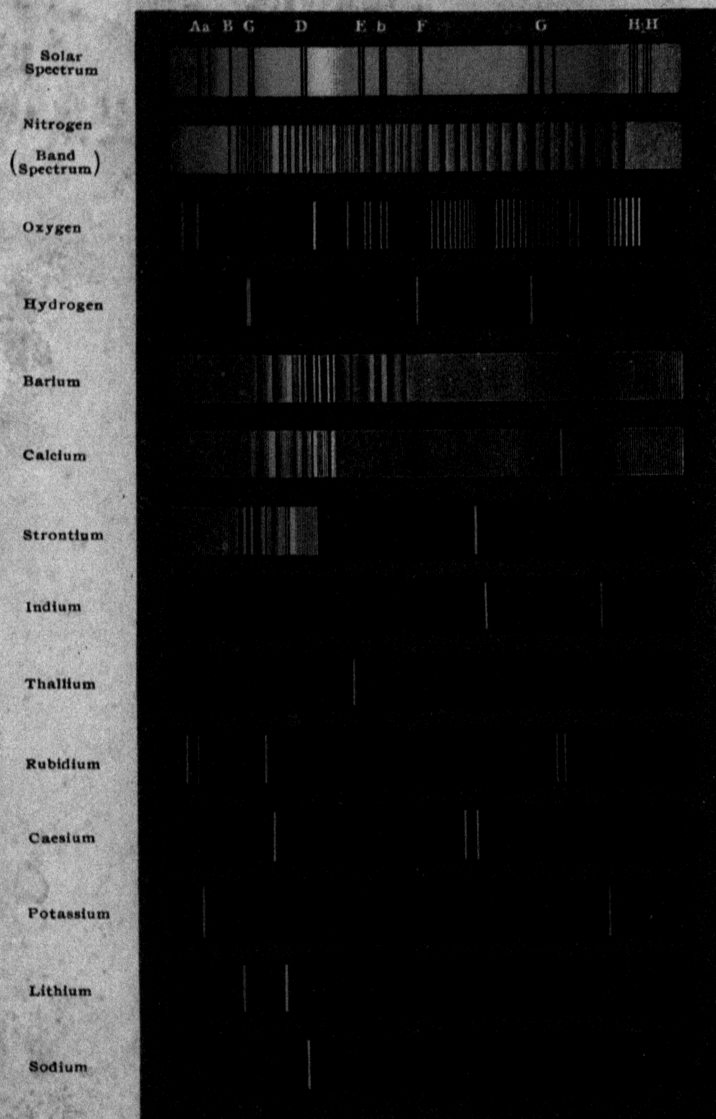 Aa B C D E b F G H H
Solar
Spectrum
Nitrogen
( Band
Spectrum )
Oxygen
Hydrogen
Barium
Calcium
Strontium
Indium
Thallium
Rubidium
Caesium
Potassium
Lithium
Sodium